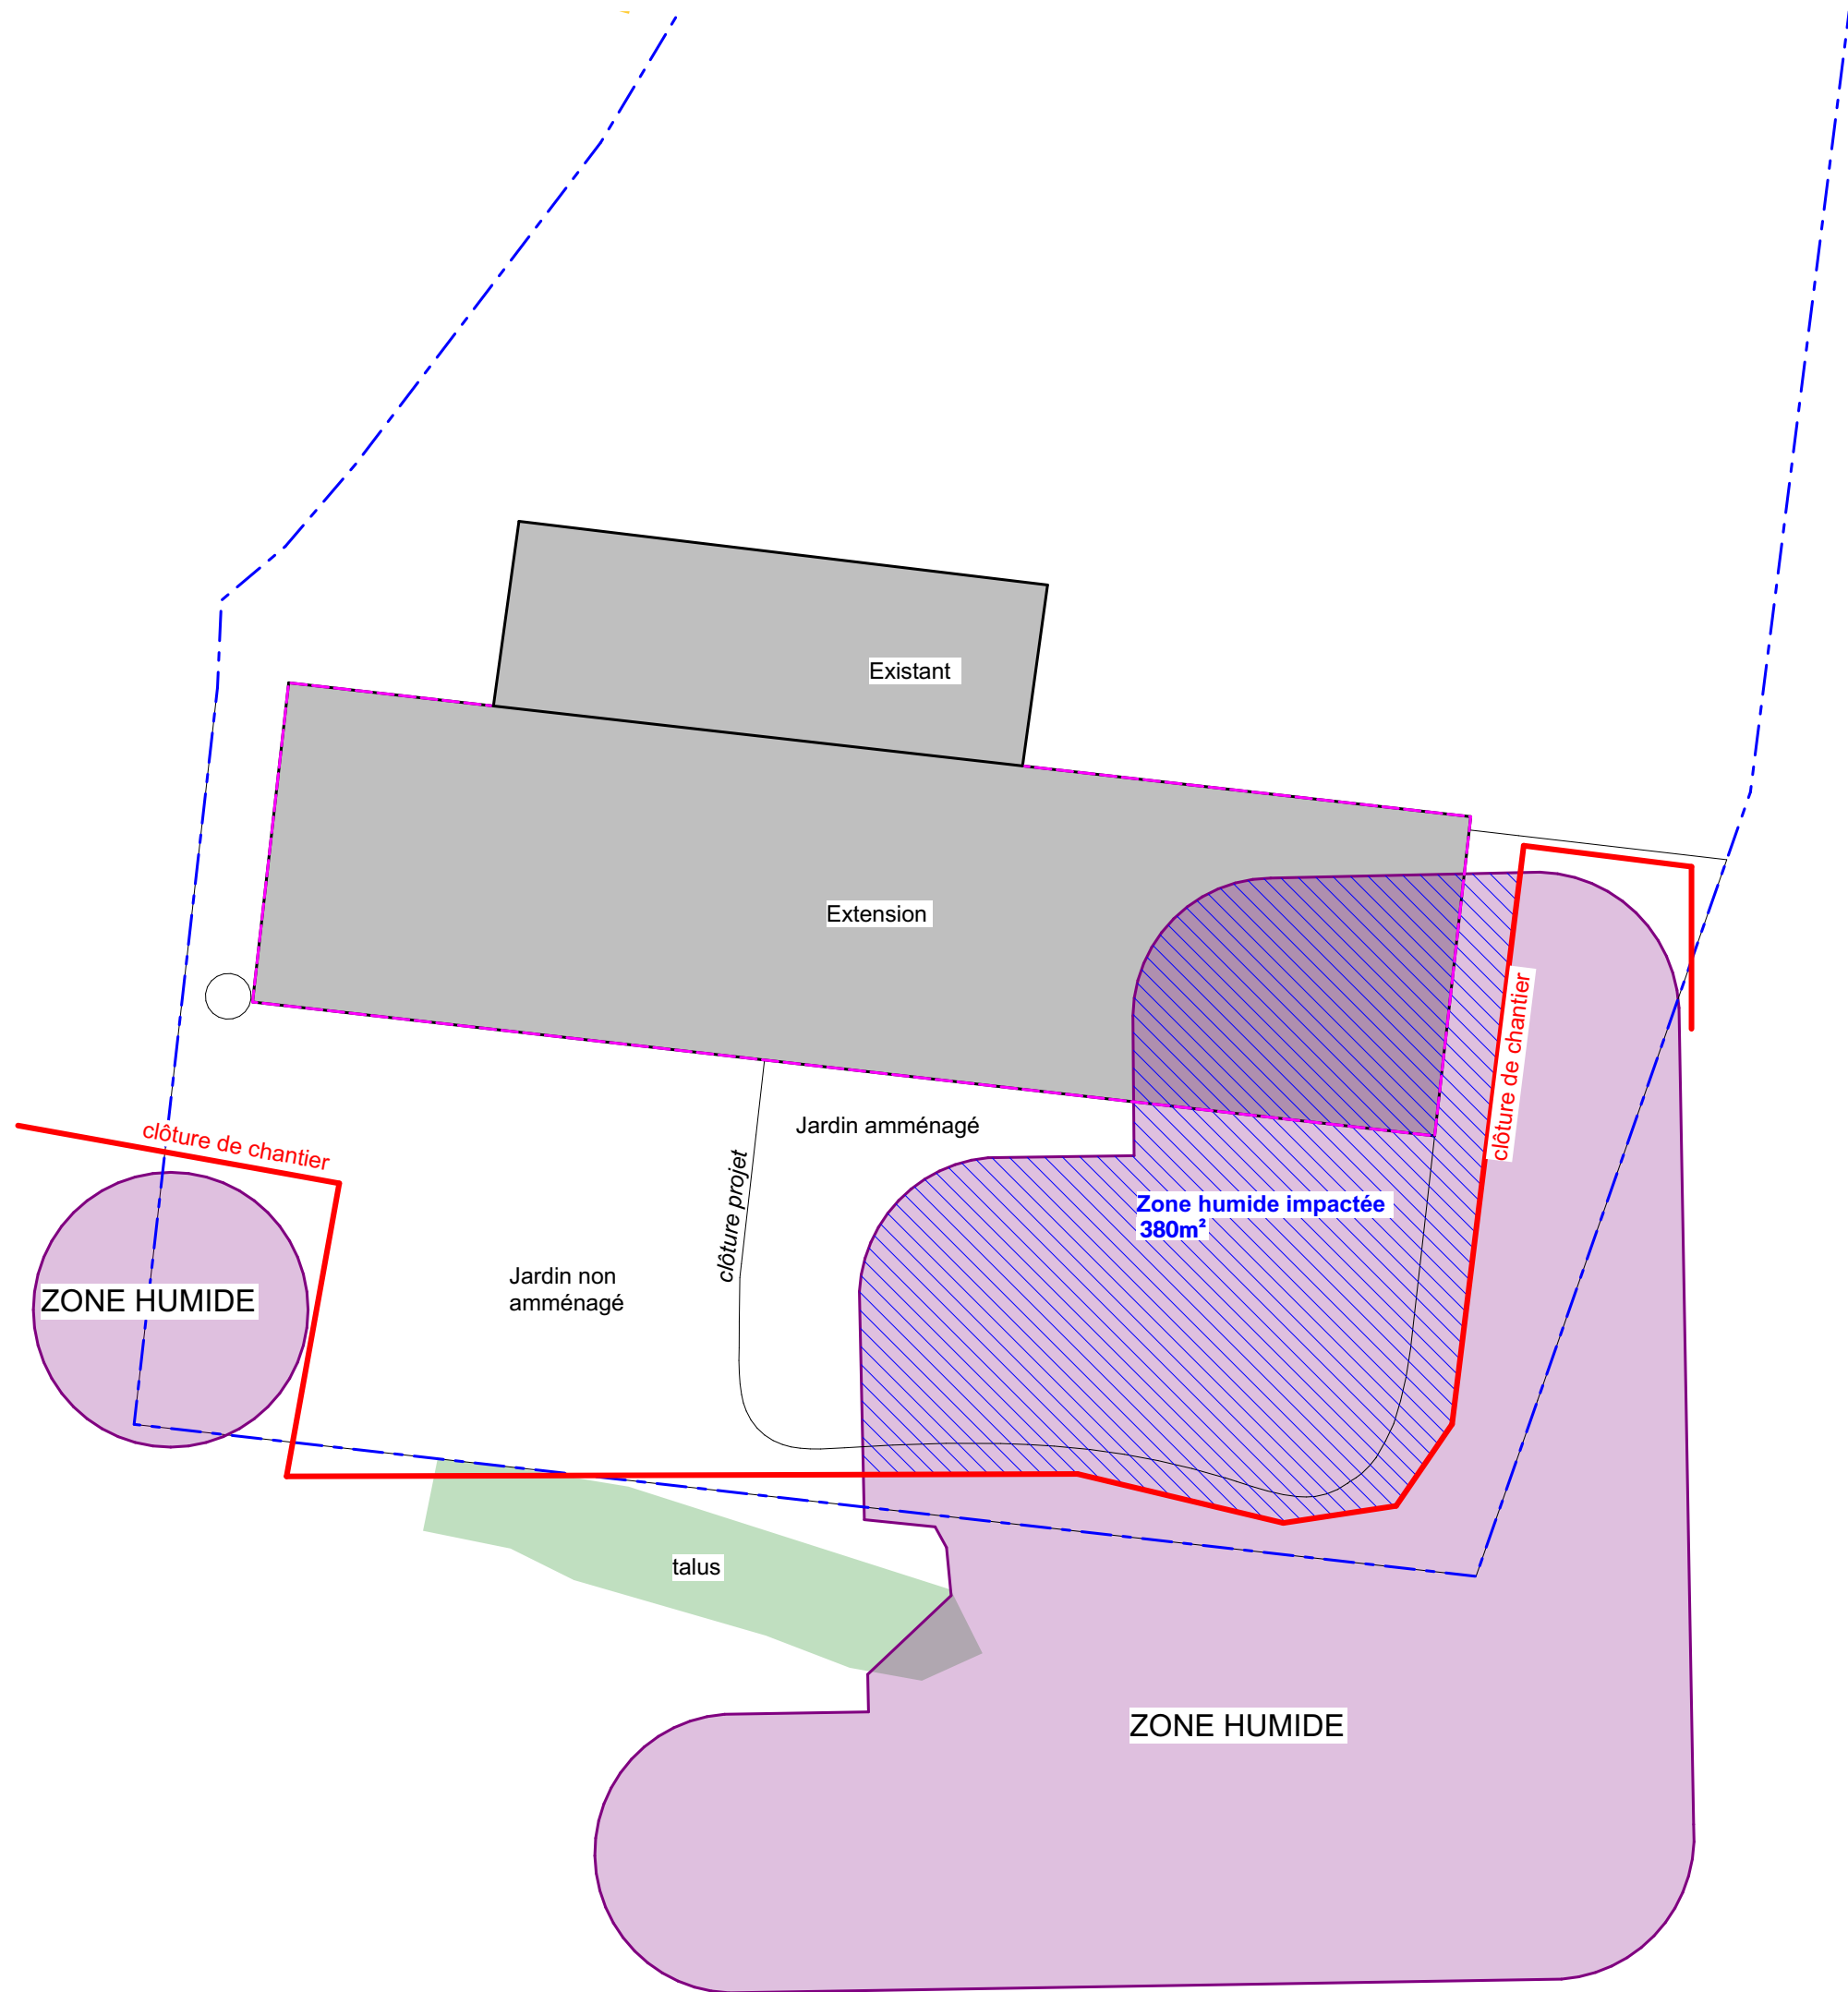 Existant
Extension
clôture de chantier
Jardin amménagé
clôture de chantier
clôture projet
Zone humide impactée
380m²
Jardin non
amménagé
ZONE HUMIDE
talus
ZONE HUMIDE